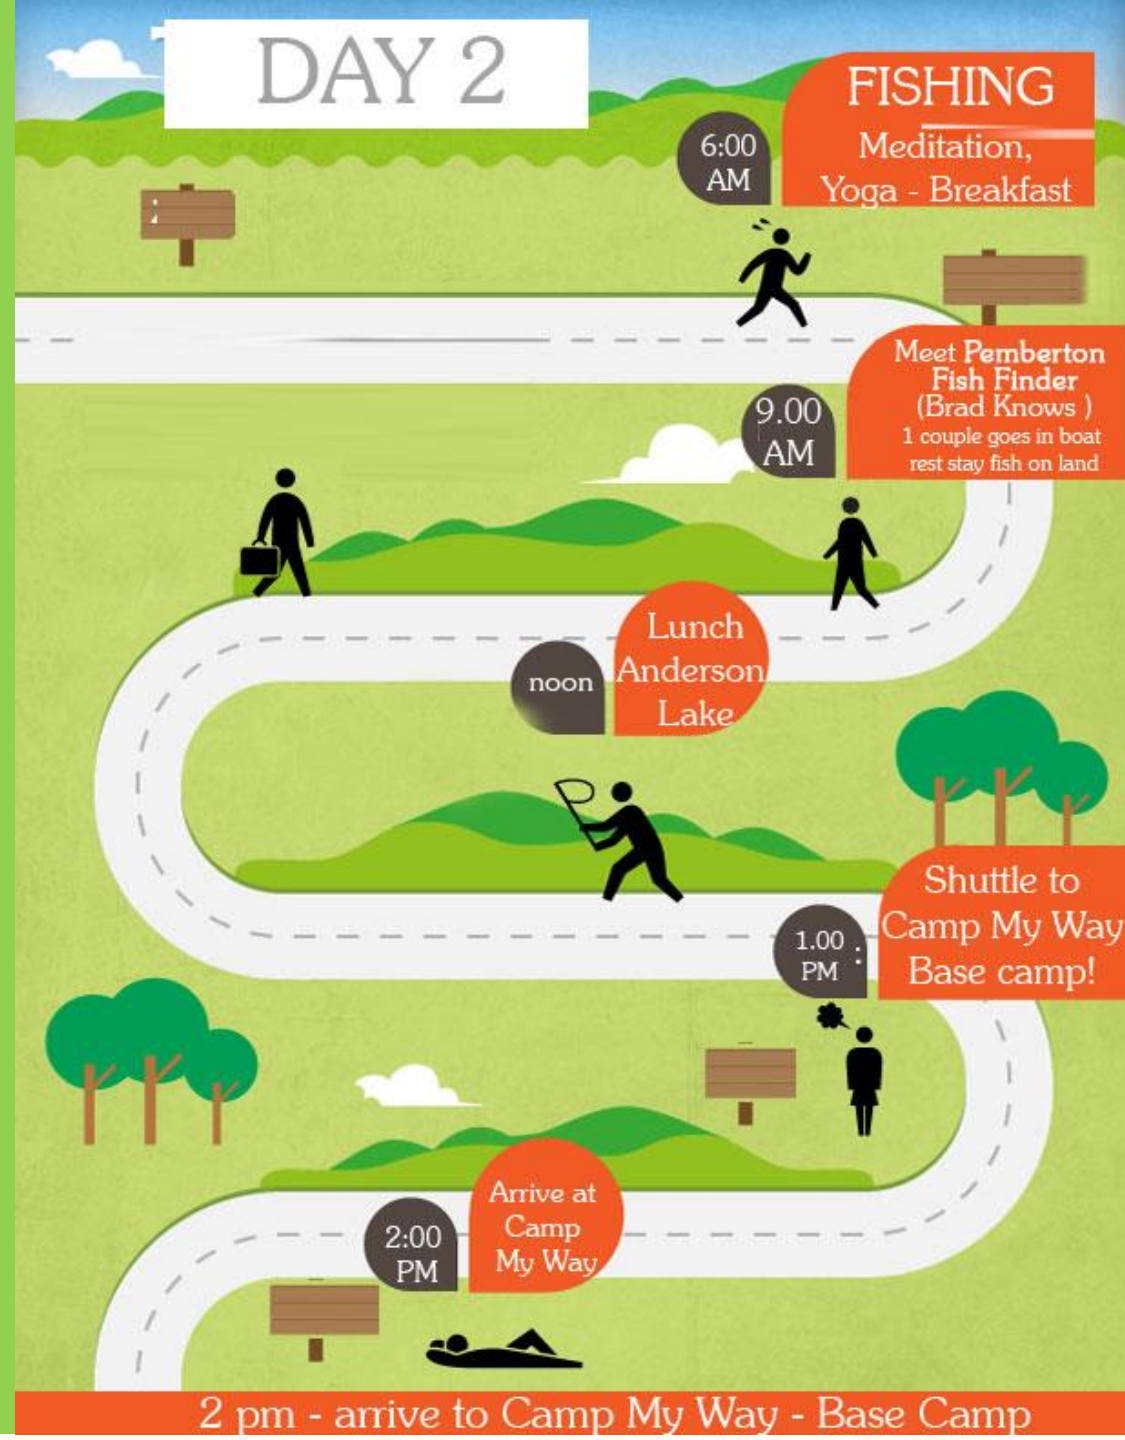 DAY 2
FISHING
6:00
AM
Meditation,
Yoga - Breakfast
Meet Pemberton
Fish Finder
(Brad Knows )
1 couple goes in boat
rest stay fish on land
9.00
AM
Lunch
Anderson
Lake
noon
Shuttle to
Camp My Way
Base camp!
1.00 :
PM
Arrive at
Camp
My Way
2:00
PM
2 pm - arrive to Camp My Way - Base Camp